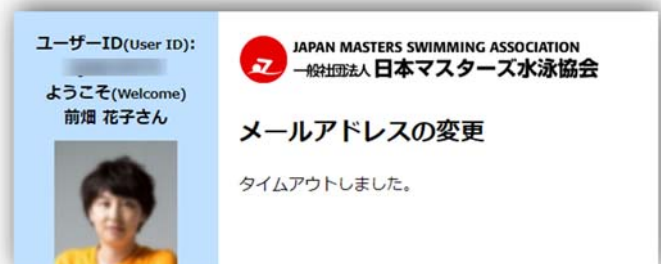 ユーザーID(User ID):
ようこそ(Welcome)
前畑 花子さん
JAPAN MASTERS SWIMMING ASSOCIATION
一般社団法人 日本マスターズ水泳協会
メールアドレスの変更
タイムアウトしました。